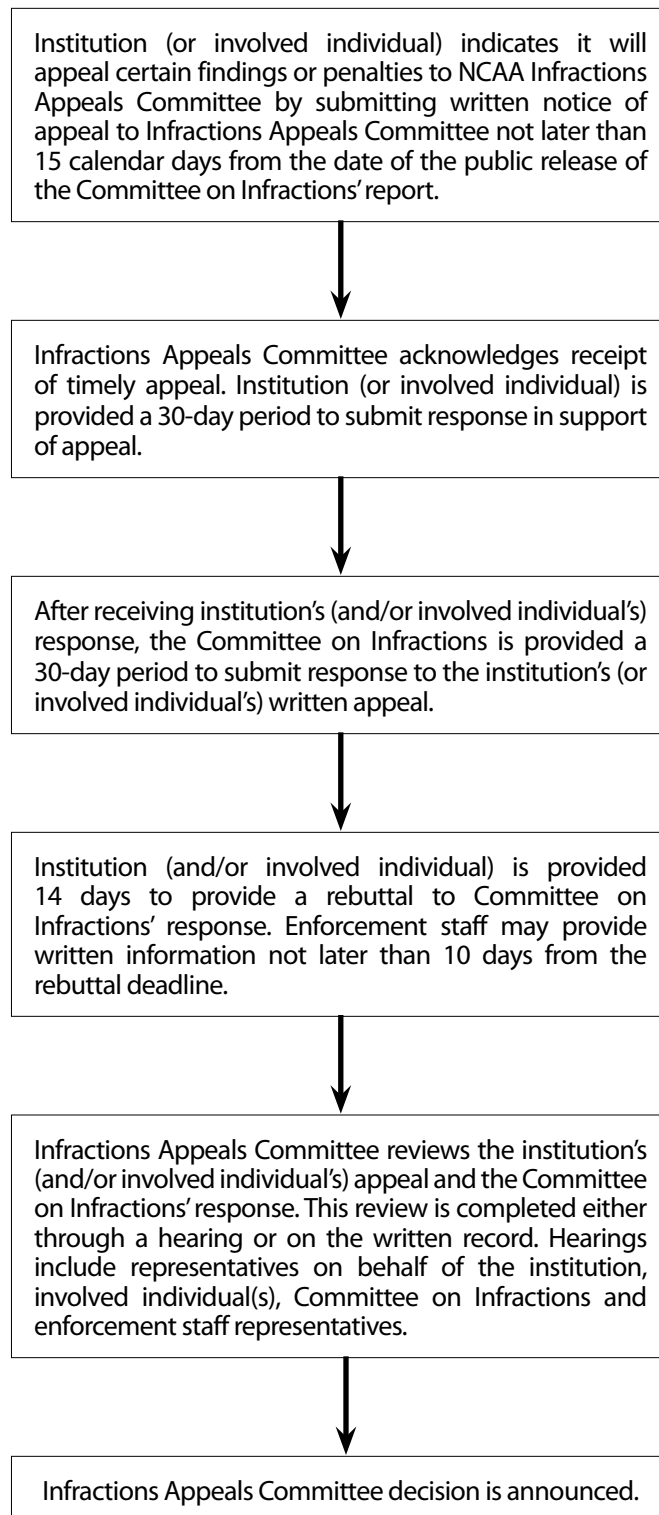 Institution (or involved individual) indicates it will
appeal certain findings or penalties to NCAA Infractions
Appeals Committee by submitting written notice of
appeal to Infractions Appeals Committee not later than
15 calendar days from the date of the public release of
the Committee on Infractions’ report.
Infractions Appeals Committee acknowledges receipt
of timely appeal. Institution (or involved individual) is
provided a 30-day period to submit response in support
of appeal.
After receiving institution’s (and/or involved individual’s)
response, the Committee on Infractions is provided a
30-day period to submit response to the institution’s (or
involved individual’s) written appeal.
Institution (and/or involved individual) is provided
14 days to provide a rebuttal to Committee on
Infractions’ response. Enforcement staff may provide
written information not later than 10 days from the
rebuttal deadline.
Infractions Appeals Committee reviews the institution’s
(and/or involved individual’s) appeal and the Committee
on Infractions’ response. This review is completed either
through a hearing or on the written record. Hearings
include representatives on behalf of the institution,
involved individual(s), Committee on Infractions and
enforcement staff representatives.
Infractions Appeals Committee decision is announced.